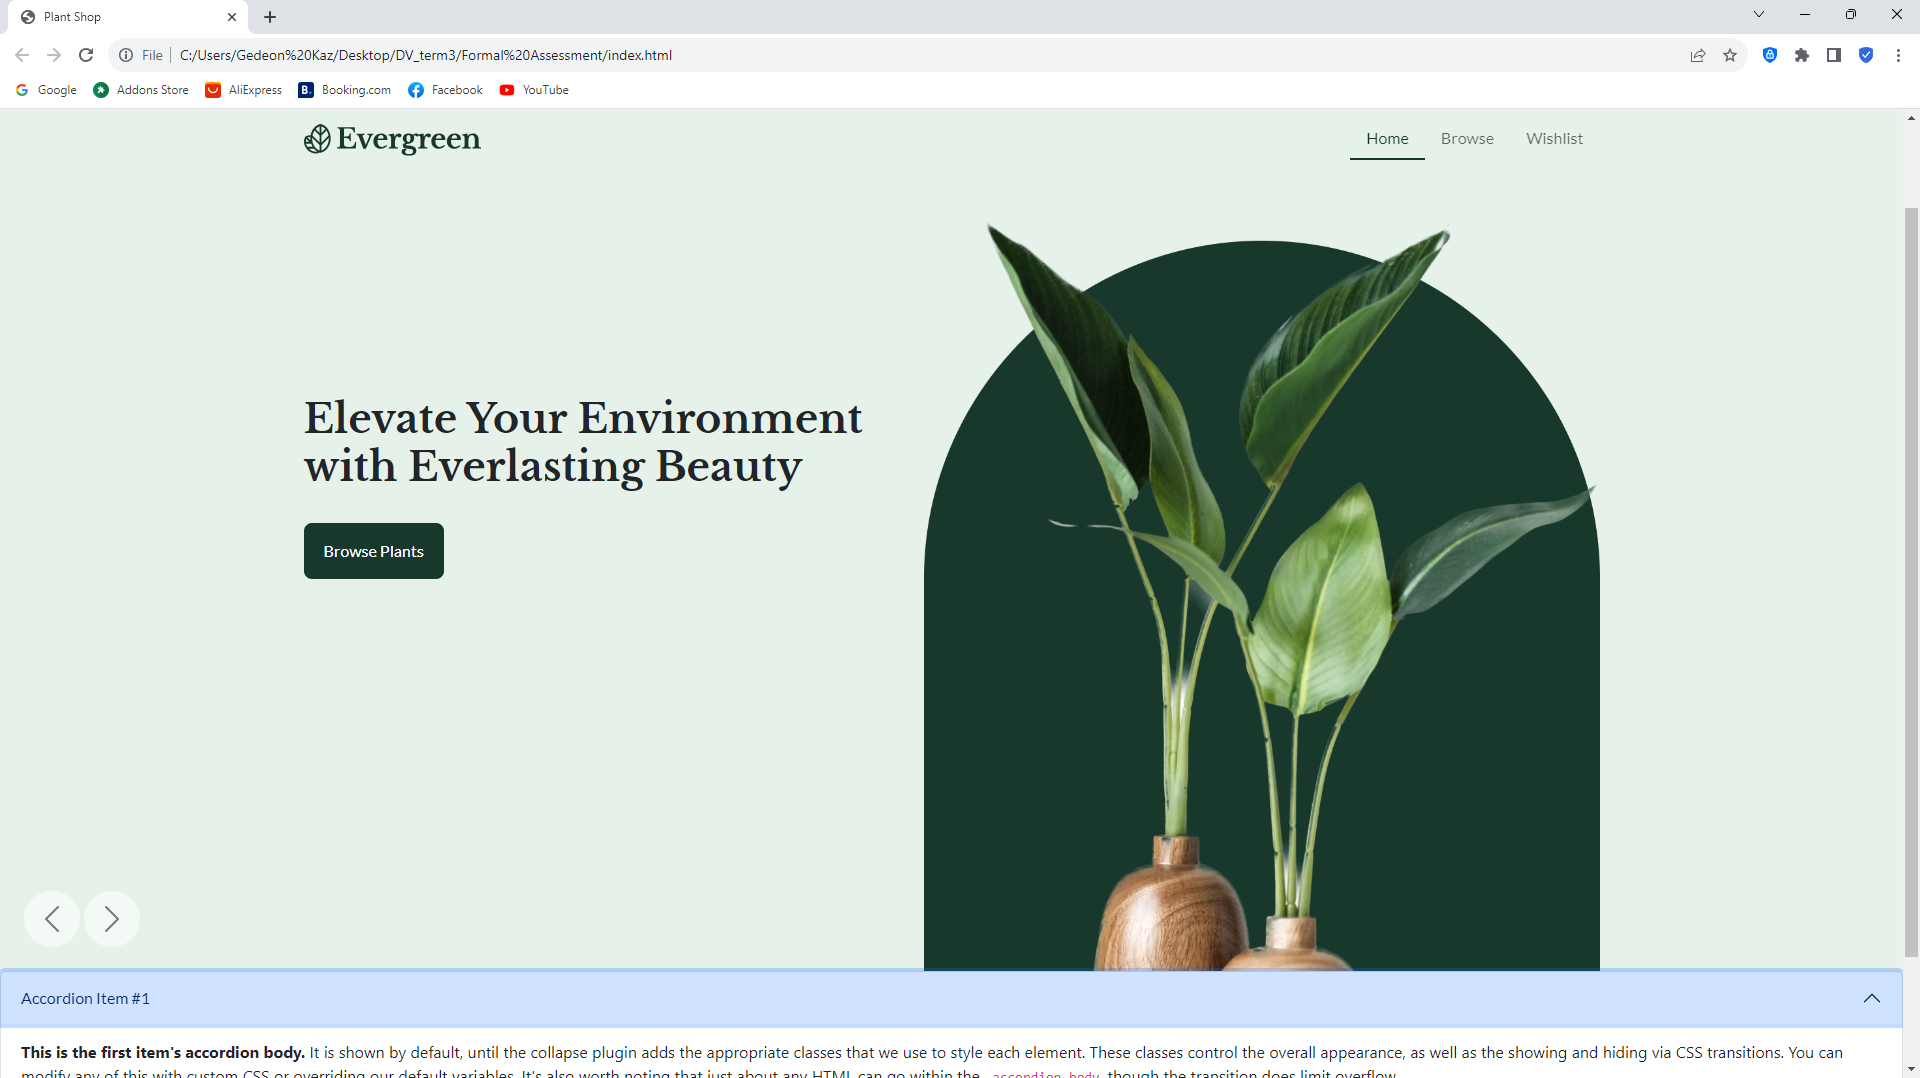 Plant Shop
File C:/Users/Gedeon%20Kaz/Desktop/DV_term3/Formal%20Assessment/index.html
Google Addons Store AliExpress B. Booking.com Facebook YouTube
Evergreen Home Browse Wishlist
Elevate Your Environment
with Everlasting Beauty
Browse Plants
Accordion Item #1
This is the first item's accordion body. It is shown by default, until the collapse plugin adds the appropriate classes that we use to style each element. These classes control the overall appearance, as well as the showing and hiding via CSS transitions. You can
modify any of this with custom CSS or overriding our default variables. It's also worth noting that just about any HTML can go within the .accordion-body, though the transition does limit overflow.